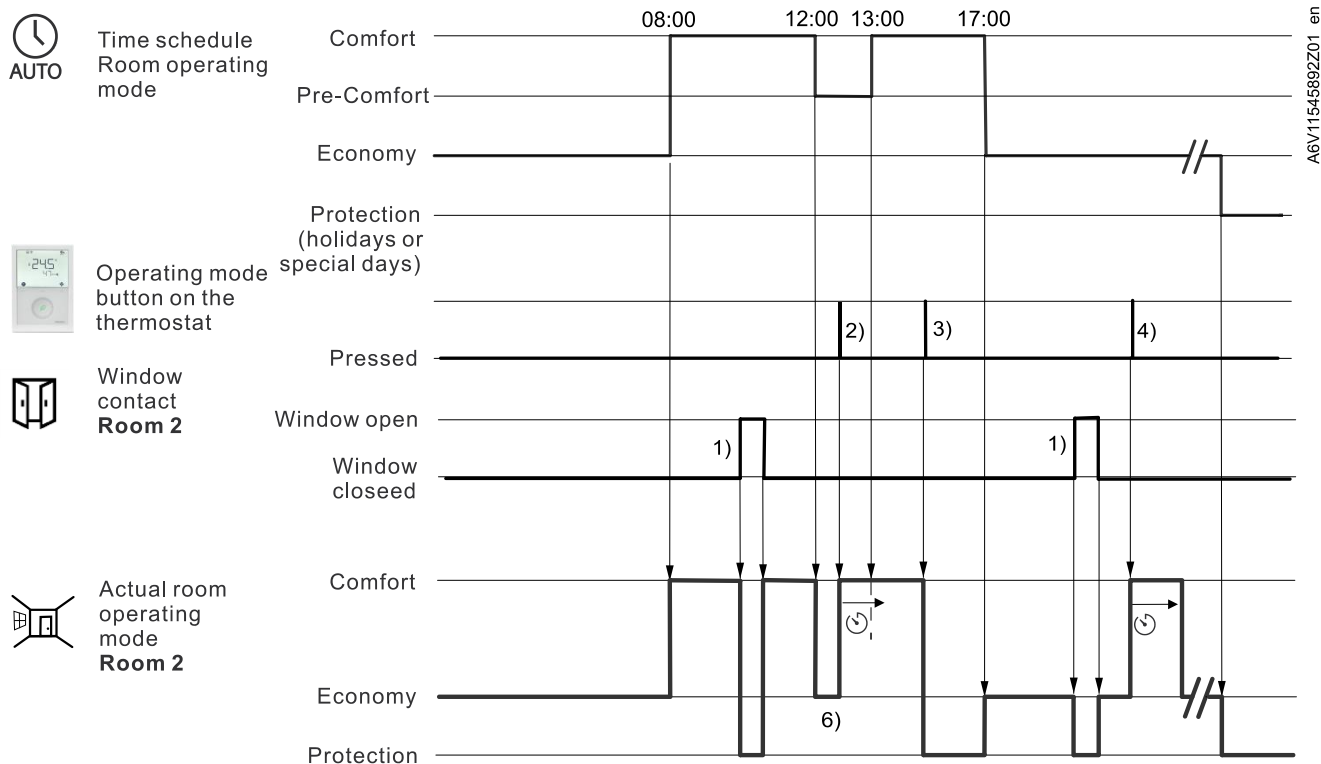 08:00 12:00 13:00 17:00
AUTO
Time schedule
Room operating
mode
Comfort
Pre-Comfort
Economy
Protection
(holidays or
special days)
A6V11545892Z01 en
24.5°
Operating mode
button on the
thermostat
2)
3)
4)
Pressed
Window
contact
Room 2
Window open
1)
1)
Window
closeed
Actual room
operating
mode
Room 2
Comfort
Economy
6)
Protection